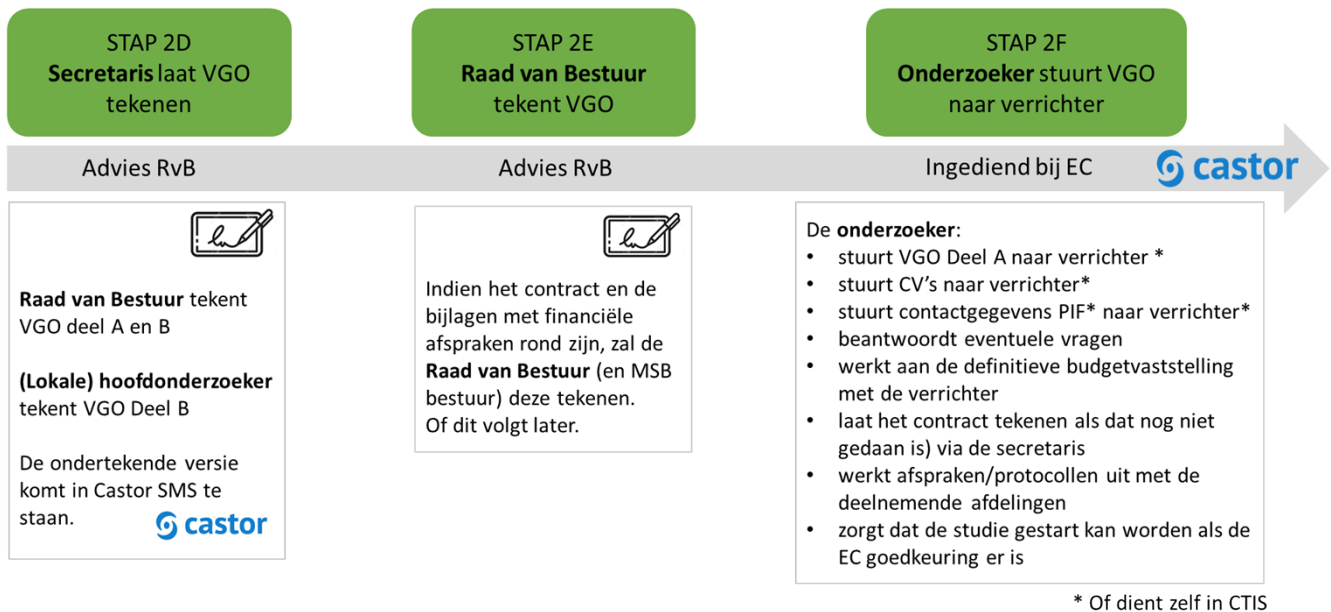 STAP 2D
Secretaris laat VGO
tekenen
STAP 2E
Raad van Bestuur
tekent VGO
STAP 2F
Onderzoeker stuurt VGO
naar verrichter
Advies RvB
Advies RvB
Ingediend bij EC
castor
Raad van Bestuur tekent
VGO deel A en B
(Lokale) hoofdonderzoeker
tekent VGO Deel B
De ondertekende versie
komt in Castor SMS te
staan.
castor
Indien het contract en de
bijlagen met financiële
afspraken rond zijn, zal de
Raad van Bestuur (en MSB
bestuur) deze tekenen.
Of dit volgt later.
De onderzoeker:
• stuurt VGO Deel A naar verrichter *
• stuurt CV's naar verrichter*
• stuurt contactgegevens PIF* naar verrichter*
• beantwoordt eventuele vragen
• werkt aan de definitieve budgetvaststelling
met de verrichter
• laat het contract tekenen als dat nog niet
gedaan is) via de secretaris
• werkt afspraken/protocollen uit met de
deelnemende afdelingen
• zorgt dat de studie gestart kan worden als de
EC goedkeuring er is
* Of dient zelf in CTIS